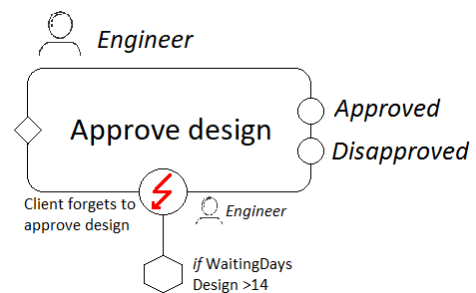 Engineer
Approve design
Approved
Disapproved
Client forgets to
approve design
Engineer
if WaitingDays
Design >14